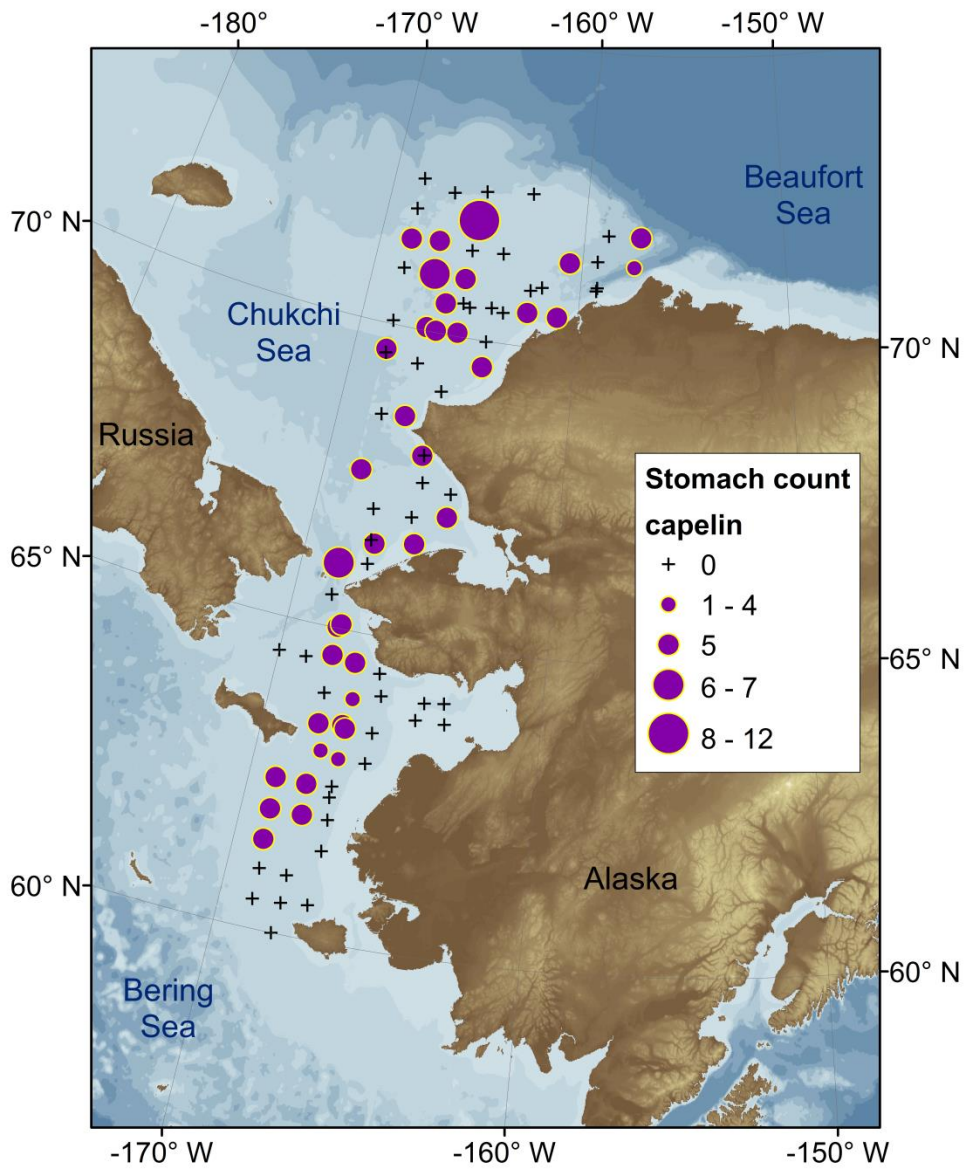 -180° W
-170° W
-160° W
-150° W
Beaufort
Sea
70° N
Chukchi
Sea
70° N
Russia
Stomach count
capelin
0
1 - 4
5
6 - 7
8 - 12
65° N
65° N
Alaska
60° N
60° N
Bering
Sea
-170° W
-160° W
-150° W